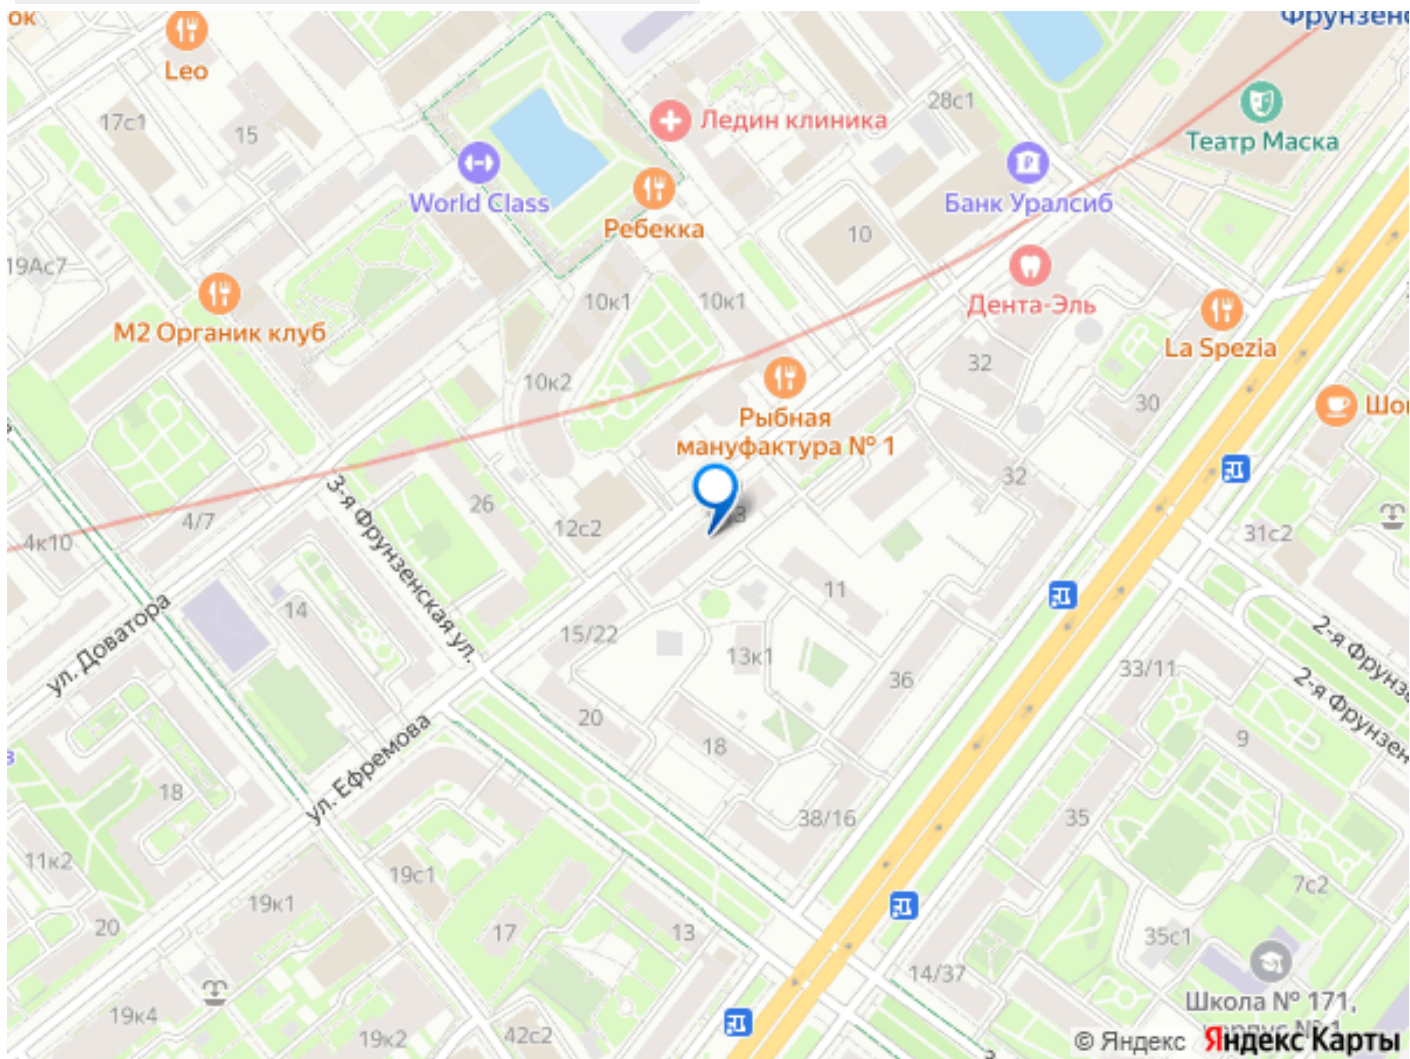 ок
Leo
17с1
15
28с1
Ледин клиника
Театр Маска
World Class
Банк Уралсиб
Ребекка
10
19Ас7
10к1
10к1
М2 Органик клуб
Дента-Эль
La Spezia
32
30
10к2
Рыбная
мануфактура № 1
32
26
12с2
4/7
4к10
3-я Фрунзенская ул.
31с2
11
14
ул. Доватора
15/22
13к1
36
33/11
2-я Фрунз
2-я Фрунзен
20
18
9
ул. Ефремова
18
38/16
35
11к2
19с1
7с2
19к1
20
17
13
35с1
14/37
19к4
19к2
42с2
Школа № 171,
© Яндекс Яндекс Карты